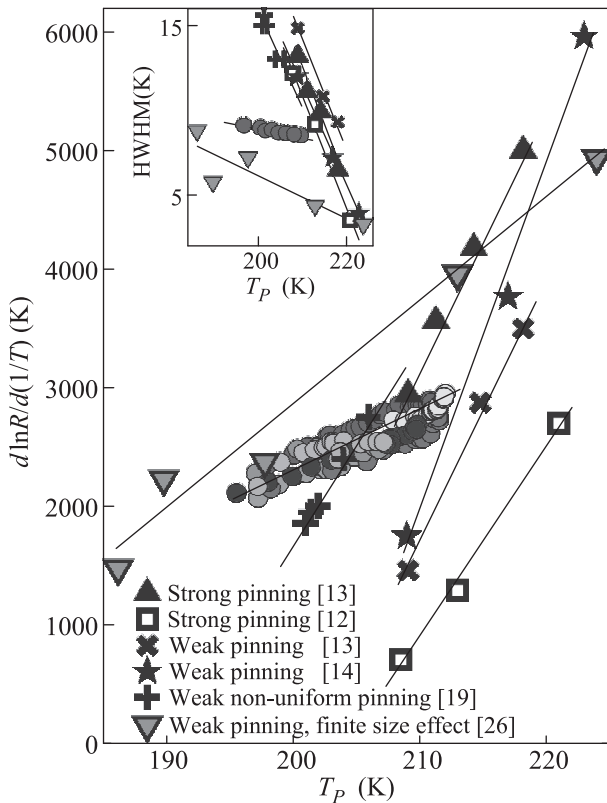 6000
5000
4000
3000
2000
1000
0
dlnR/d(1/T) (K)
15
5
HWHM(K)
200 220
T_P (K)
Strong pinning [13]
Strong pinning [12]
Weak pinning [13]
Weak pinning [14]
Weak non-uniform pinning [19]
Weak pinning, finite size effect [26]
190 200 210 220
T_P (K)